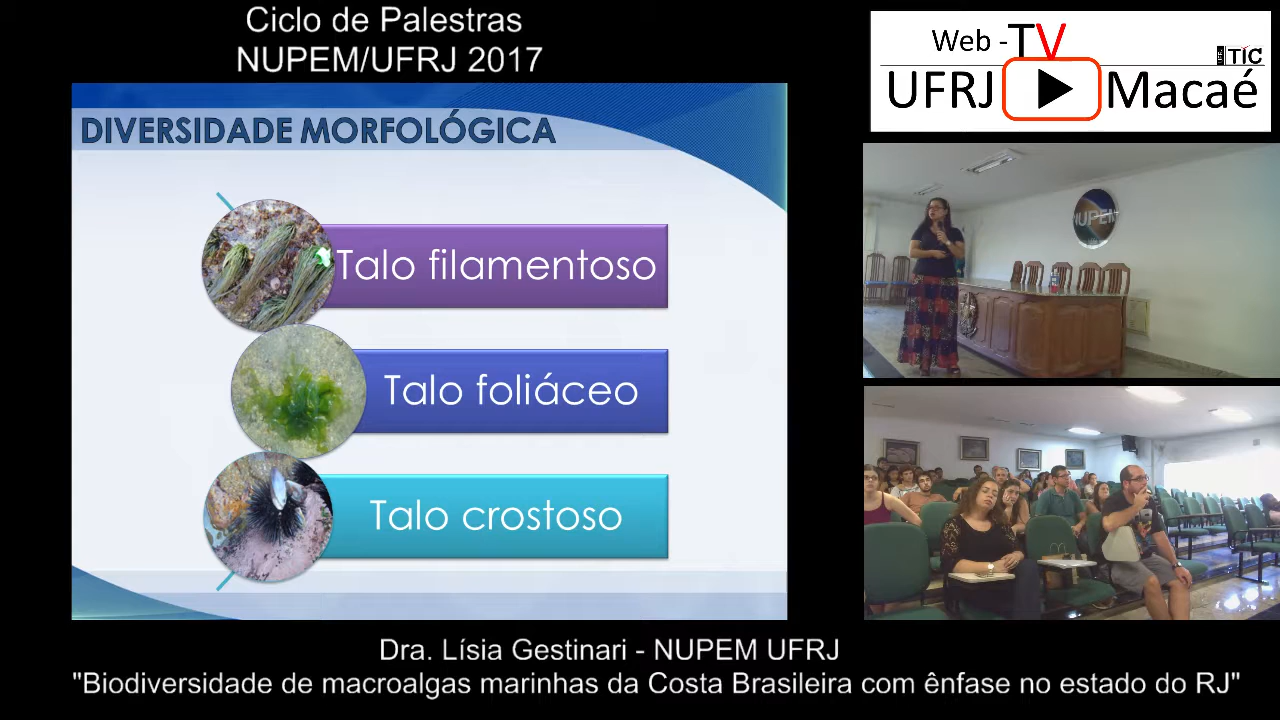 Ciclo de Palestras
NUPEM/UFRJ 2017
Web - TV
TIC
UFRJ Macaé
DIVERSIDADE MORFOLÓGICA
Talo filamentoso
Talo foliáceo
Talo crostoso
NUPEM
Dra. Lísia Gestinari - NUPEM UFRJ
"Biodiversidade de macroalgas marinhas da Costa Brasileira com ênfase no estado do RJ"